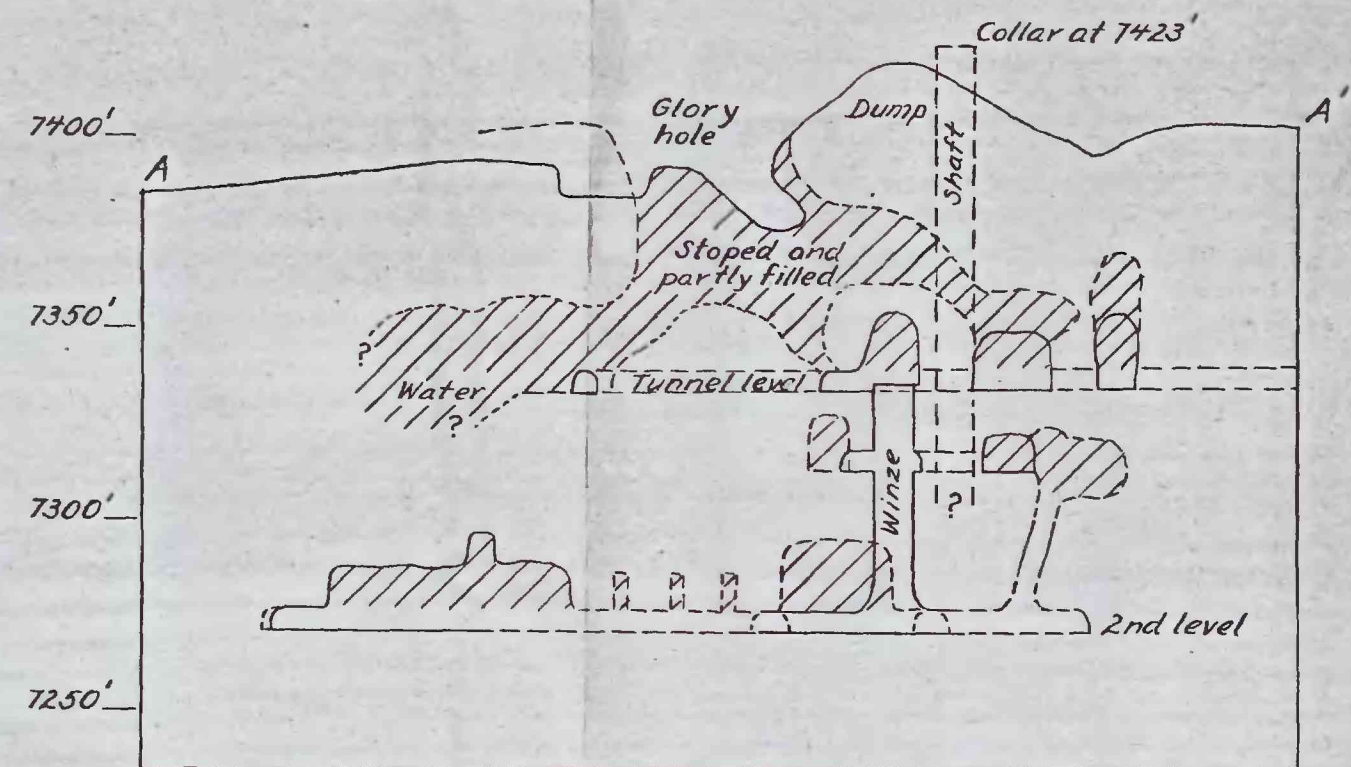 Collar at 7423'
A'
7400'
Glory
hole
Dump
A
Shaft
Stoped and
partly filled
7350'
?
Water
Tunnel level
?
Winze
7300'
?
2nd level
7250'